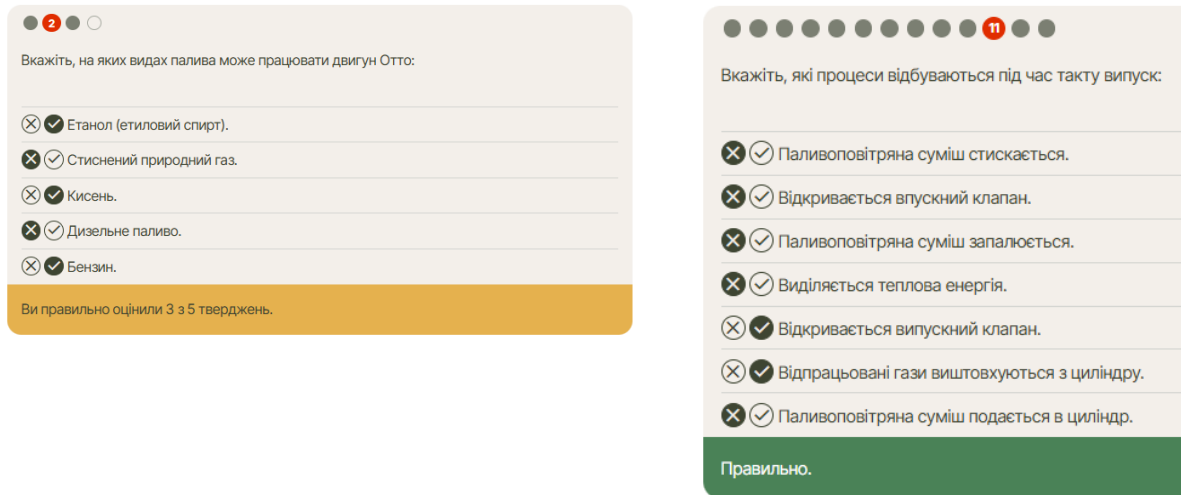 2
Вкажіть, на яких видах палива може працювати двигун Отто:
Етанол (етиловий спирт).
Стиснений природний газ.
Кисень.
Дизельне паливо.
Бензин.
Ви правильно оцінили 3 з 5 тверджень.
11
Вкажіть, які процеси відбуваються під час такту випуск:
Паливоповітряна суміш стискається.
Відкривається впускний клапан.
Паливоповітряна суміш запалюється.
Виділяється теплова енергія.
Відкривається випускний клапан.
Відпрацьовані гази виштовхуються з циліндру.
Паливоповітряна суміш подається в циліндр.
Правильно.